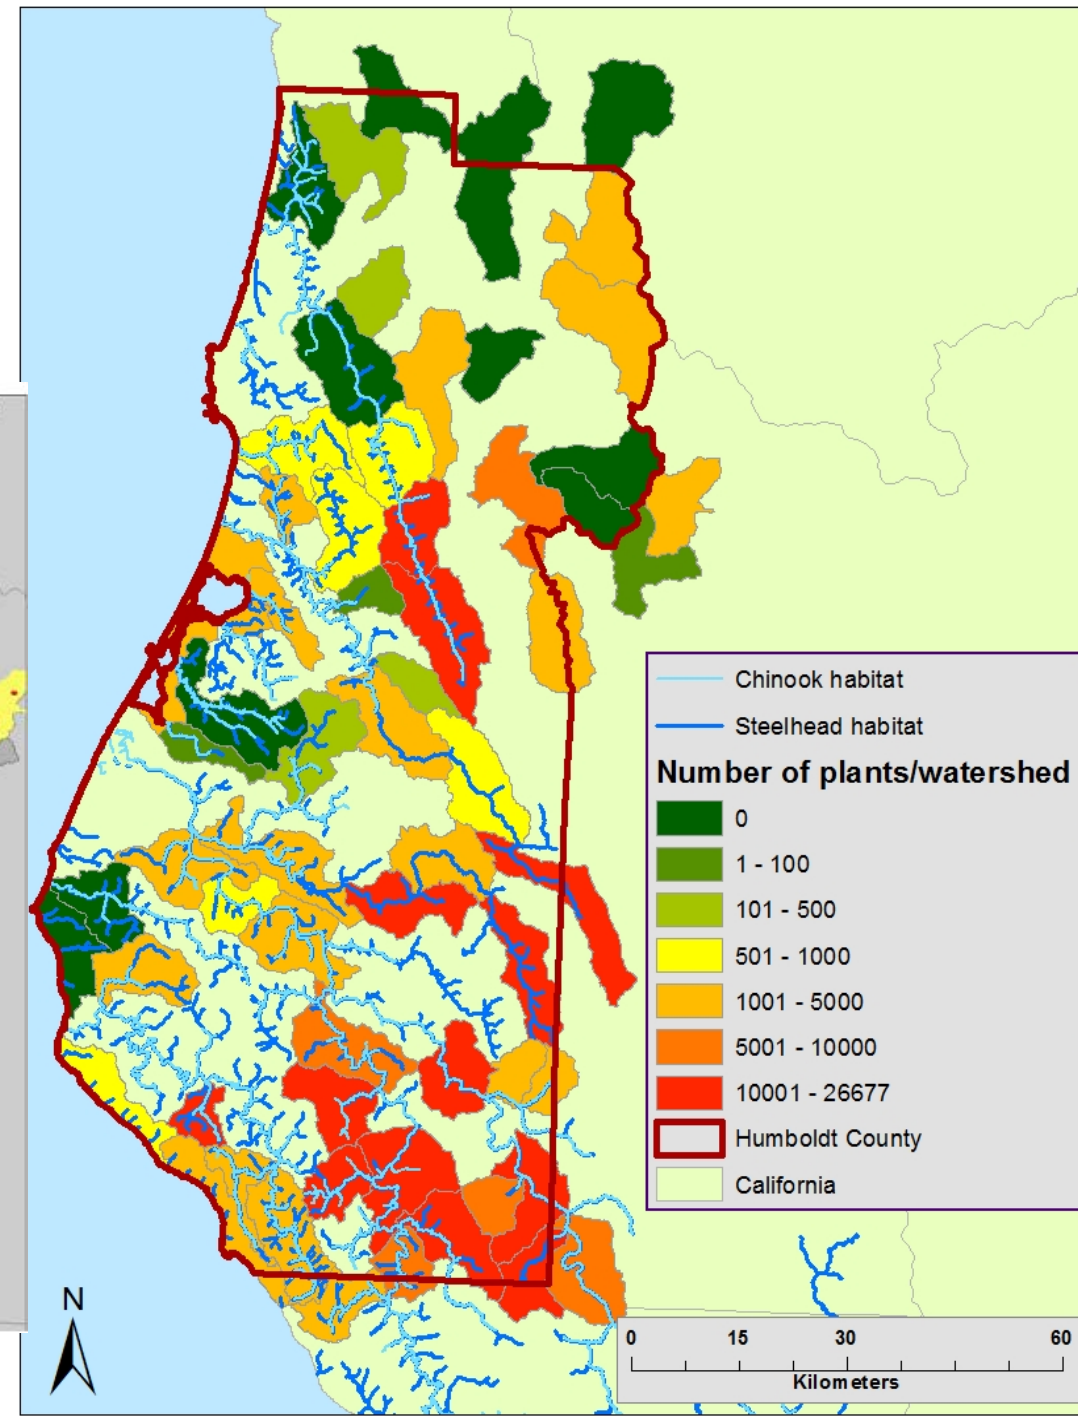 Chinook habitat
Steelhead habitat
Number of plants/watershed
0
1 - 100
101 - 500
501 - 1000
1001 - 5000
5001 - 10000
10001 - 26677
Humboldt County
California
N
0 15 30 60
Kilometers